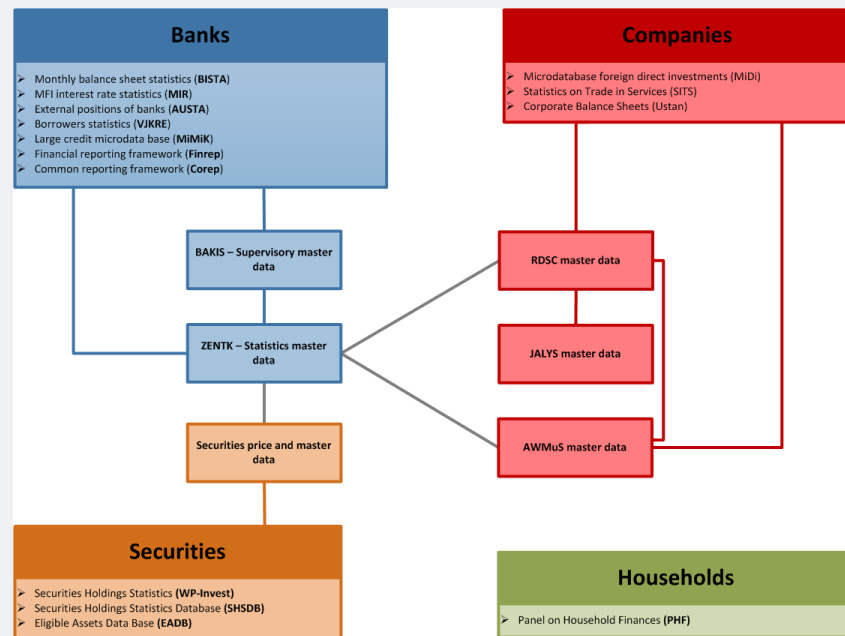 Banks
➢ Monthly balance sheet statistics (BISTA)
➢ MFI interest rate statistics (MIR)
➢ External positions of banks (AUSTA)
➢ Borrowers statistics (VJKRE)
➢ Large credit microdata base (MiMiK)
➢ Financial reporting framework (Finrep)
➢ Common reporting framework (Corep)
Companies
➢ Microdatabase foreign direct investments (MiDi)
➢ Statistics on Trade in Services (SITS)
➢ Corporate Balance Sheets (Ustan)
BAKIS – Supervisory master
data
RDSC master data
ZENTK – Statistics master
data
JALYS master data
Securities price and master
data
AWMuS master data
Securities
➢ Securities Holdings Statistics (WP-Invest)
➢ Securities Holdings Statistics Database (SHSDB)
➢ Eligible Assets Data Base (EADB)
Households
➢ Panel on Household Finances (PHF)